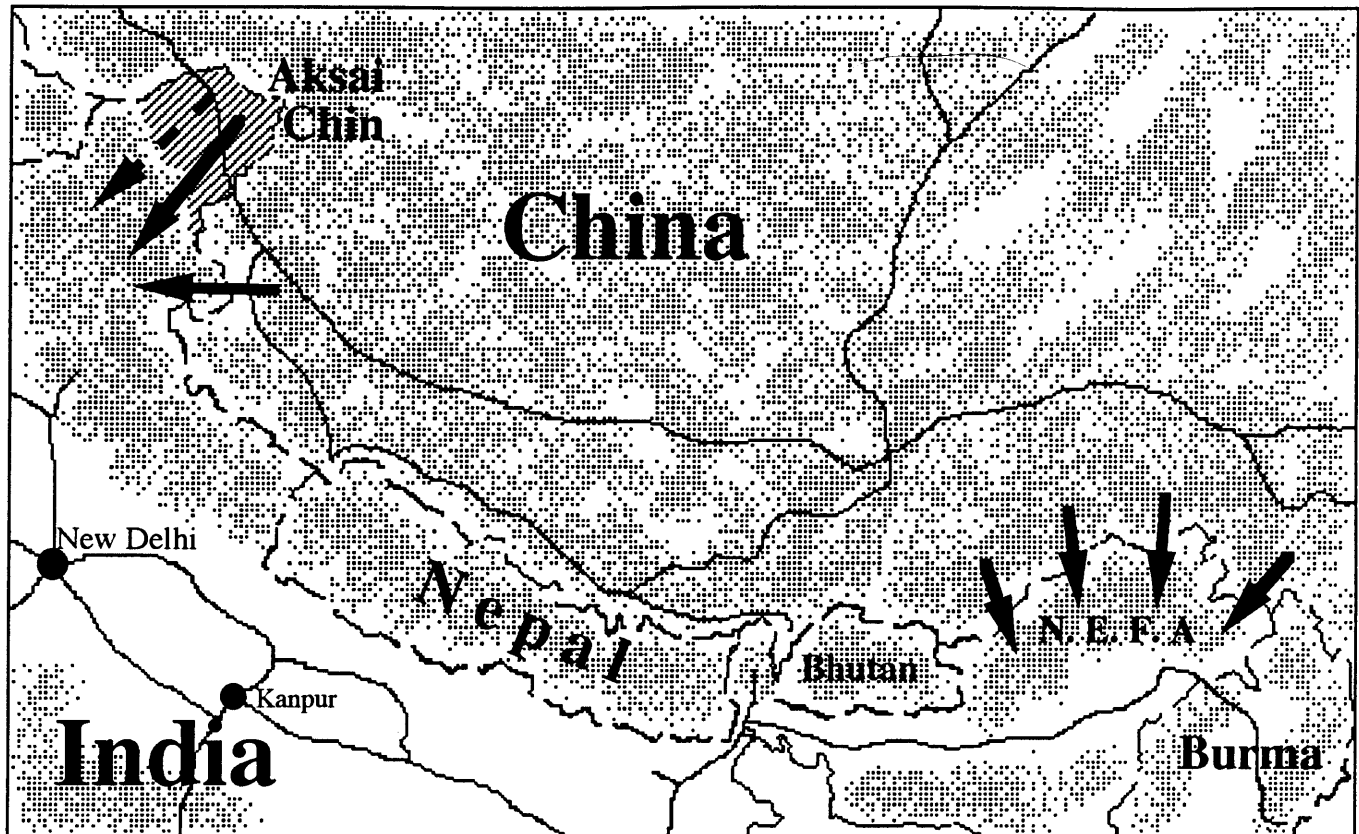 Aksai
Chin
China
New Delhi
Nepal
N. E. F. A
Bhutan
Kanpur
India
Burma